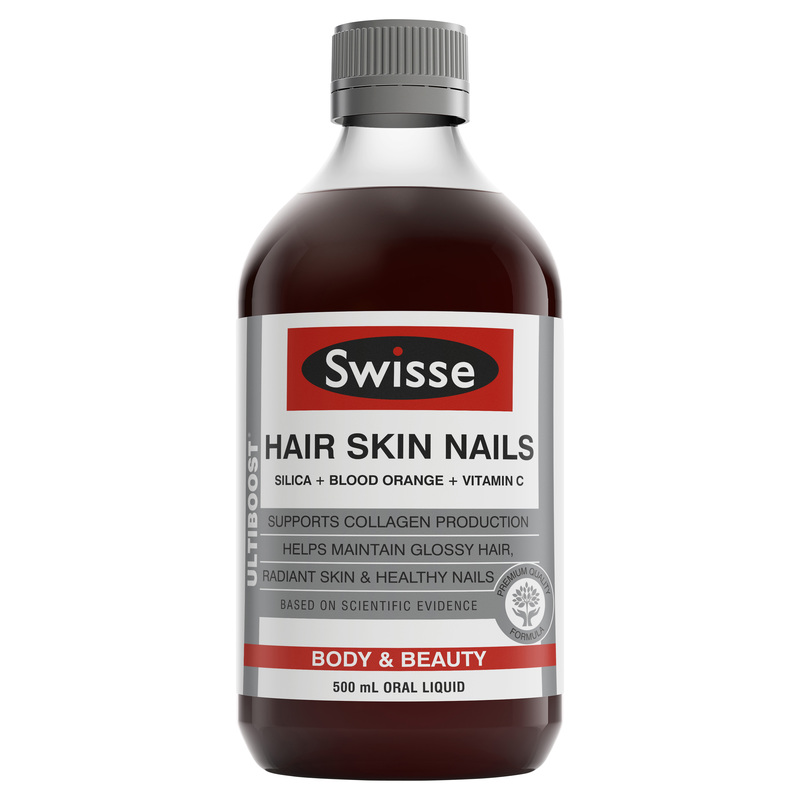 Swisse
ULTIBOOST®
HAIR SKIN NAILS
SILICA + BLOOD ORANGE + VITAMIN C
SUPPORTS COLLAGEN PRODUCTION
HELPS MAINTAIN GLOSSY HAIR,
RADIANT SKIN & HEALTHY NAILS
BASED ON SCIENTIFIC EVIDENCE
PREMIUM QUALITY
FORMULA
BODY & BEAUTY
500 mL ORAL LIQUID